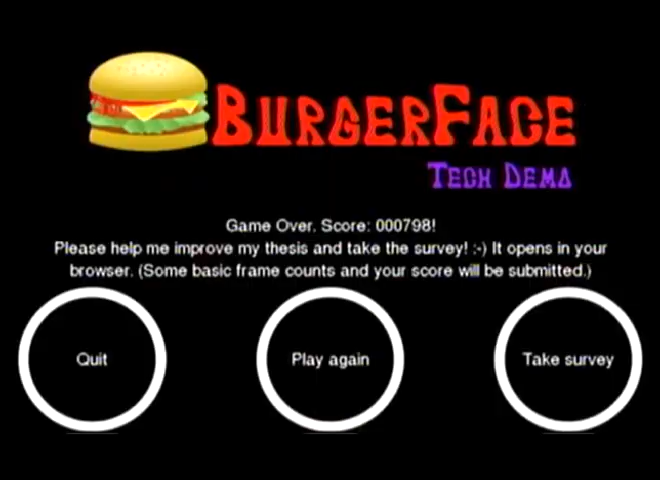 BURGERFACE
TECH DEMO
Game Over. Score: 000798!
Please help me improve my thesis and take the survey! :-) It opens in your
browser. (Some basic frame counts and your score will be submitted.)
Quit
Play again
Take survey